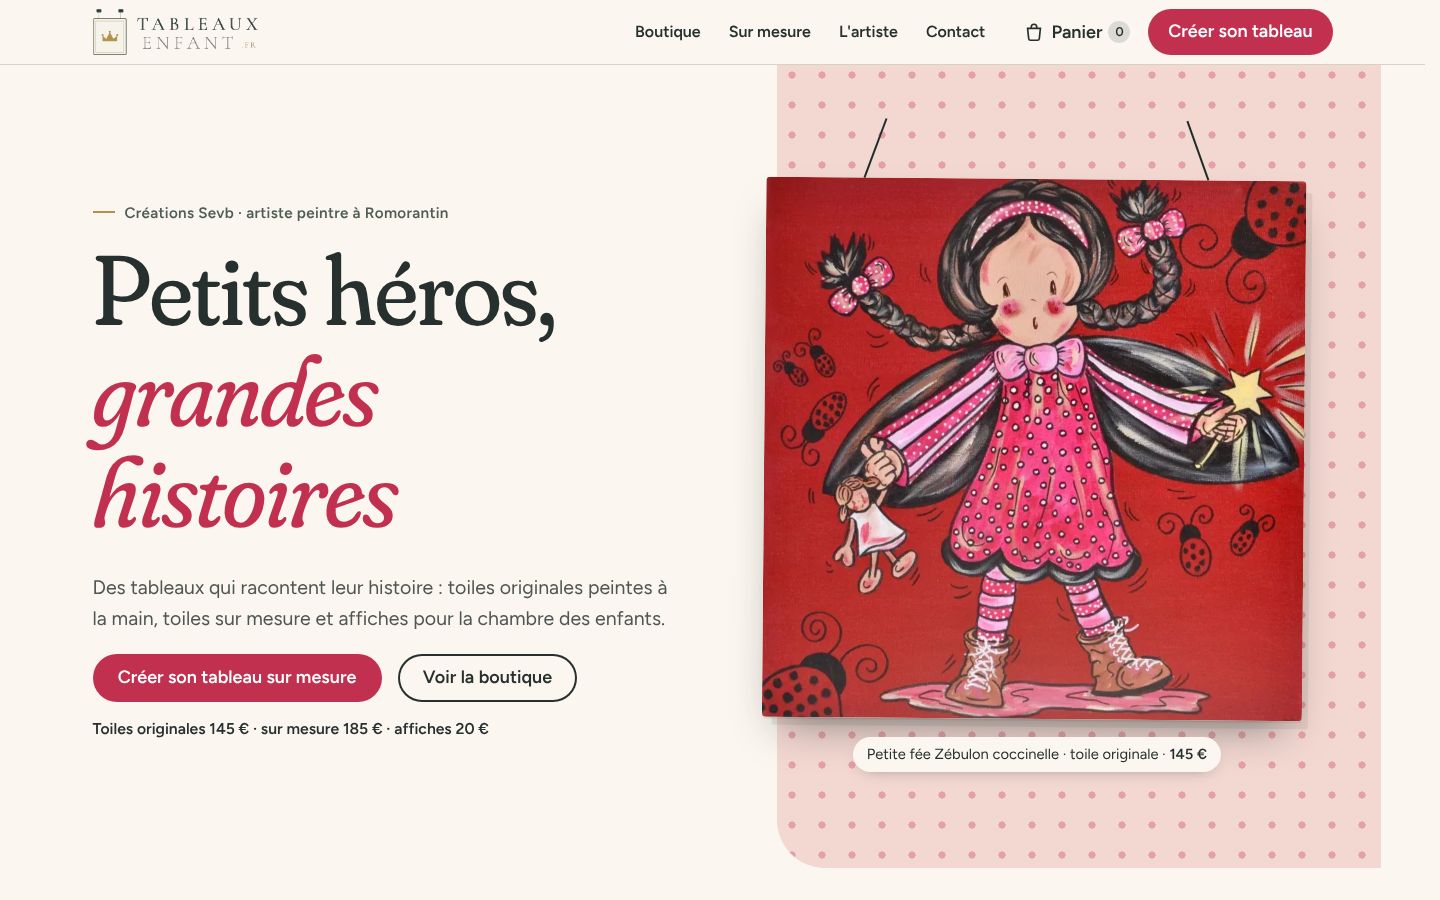 TABLEAUX
ENFANT .FR
Boutique
Sur mesure
L'artiste
Contact
Panier 0
Créer son tableau
Créations Sevb · artiste peintre à Romorantin
Petits héros,
grandes
histoires
Des tableaux qui racontent leur histoire : toiles originales peintes à
la main, toiles sur mesure et affiches pour la chambre des enfants.
Créer son tableau sur mesure
Voir la boutique
Toiles originales 145 € · sur mesure 185 € · affiches 20 €
Petite fée Zébulon coccinelle · toile originale · 145 €